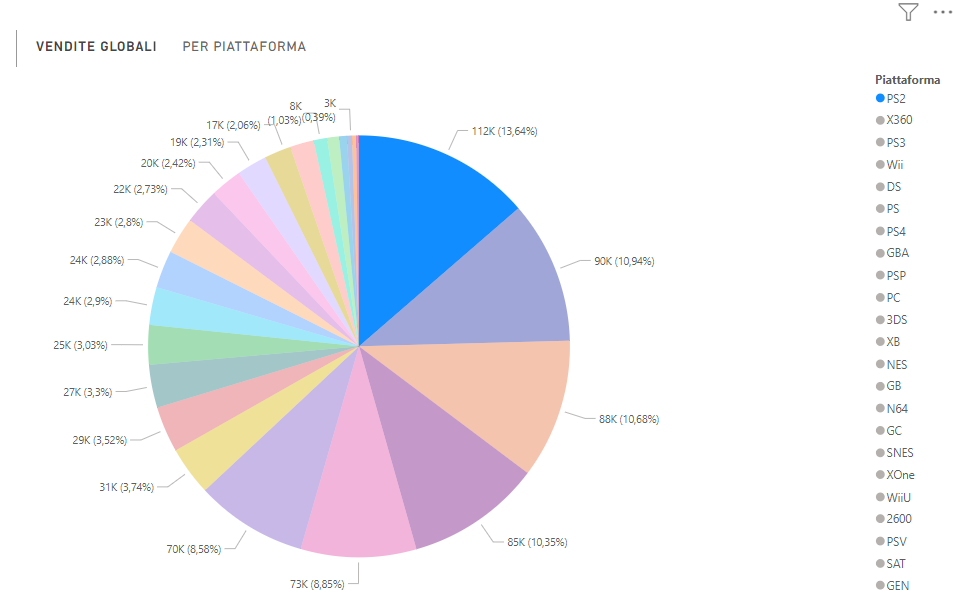 VENDITE GLOBALI
PER PIATTAFORMA
Piattaforma
PS2
X360
PS3
Wii
DS
PS
PS4
GBA
PSP
PC
3DS
XB
NES
GB
N64
GC
SNES
XOne
WiiU
2600
PSV
SAT
GEN
112K (13,64%)
90K (10,94%)
88K (10,68%)
85K (10,35%)
73K (8,85%)
70K (8,58%)
31K (3,74%)
29K (3,52%)
27K (3,3%)
25K (3,03%)
24K (2,9%)
24K (2,88%)
23K (2,8%)
22K (2,73%)
20K (2,42%)
19K (2,31%)
17K (2,06%)
8K
(1,03%)
3K
(0,39%)